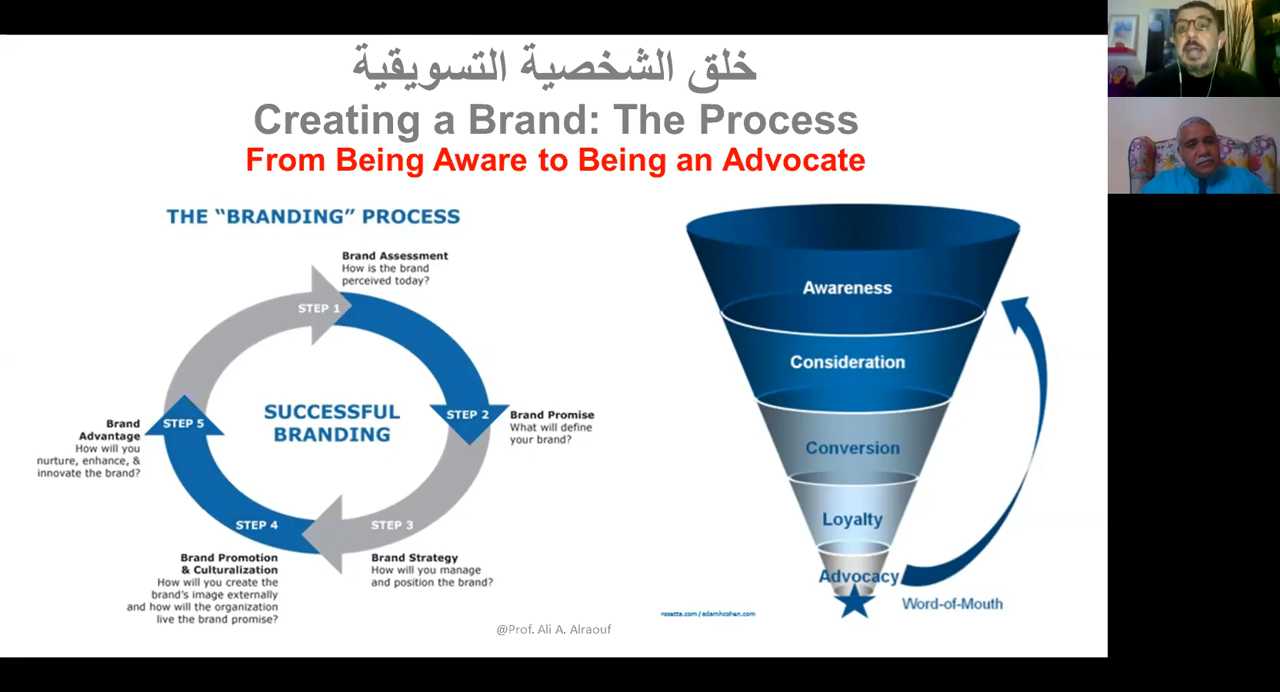 خلق الشخصية التسويقية
Creating a Brand: The Process
From Being Aware to Being an Advocate
THE “BRANDING” PROCESS
Brand Assessment
How is the brand
perceived today?
STEP 1
STEP 2
Brand Promise
What will define
your brand?
SUCCESSFUL
BRANDING
STEP 5
Brand
Advantage
How will you
nurture, enhance, &
innovate the brand?
STEP 4
STEP 3
Brand Promotion
& Culturalization
How will you create the
brand's image externally
and how will the organization
live the brand promise?
Brand Strategy
How will you manage
and position the brand?
Awareness
Consideration
Conversion
Loyalty
Advocacy
Word-of-Mouth
rosetta.com / adamhcohen.com
@Prof. Ali A. Alraouf